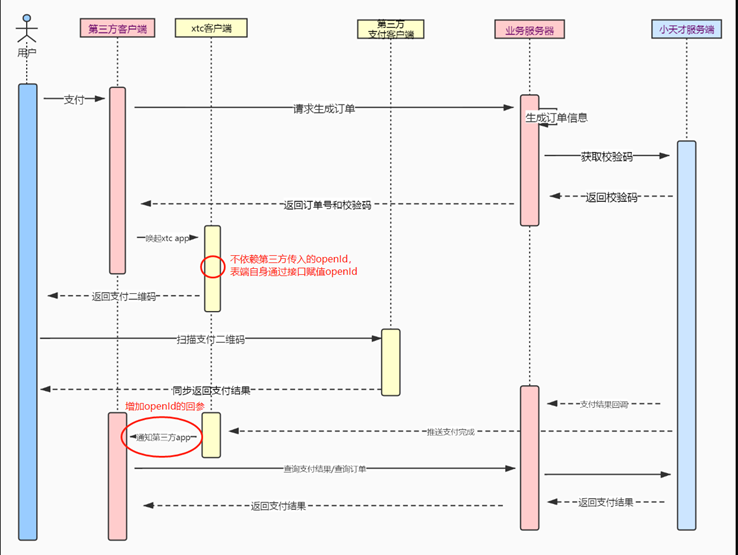 第三方客户端
xtc客户端
第三方
支付客户端
业务服务器
小天才服务端
用户
支付
请求生成订单
生成订单信息
获取校验码
返回校验码
返回订单号和校验码
唤起xtc app
不依赖第三方传入的openId,
表端自身通过接口赋值openId
返回支付二维码
扫描支付二维码
同步返回支付结果
增加openId的回参
支付结果回调
推送支付完成
通知第三方app
查询支付结果/查询订单
返回支付结果
返回支付结果